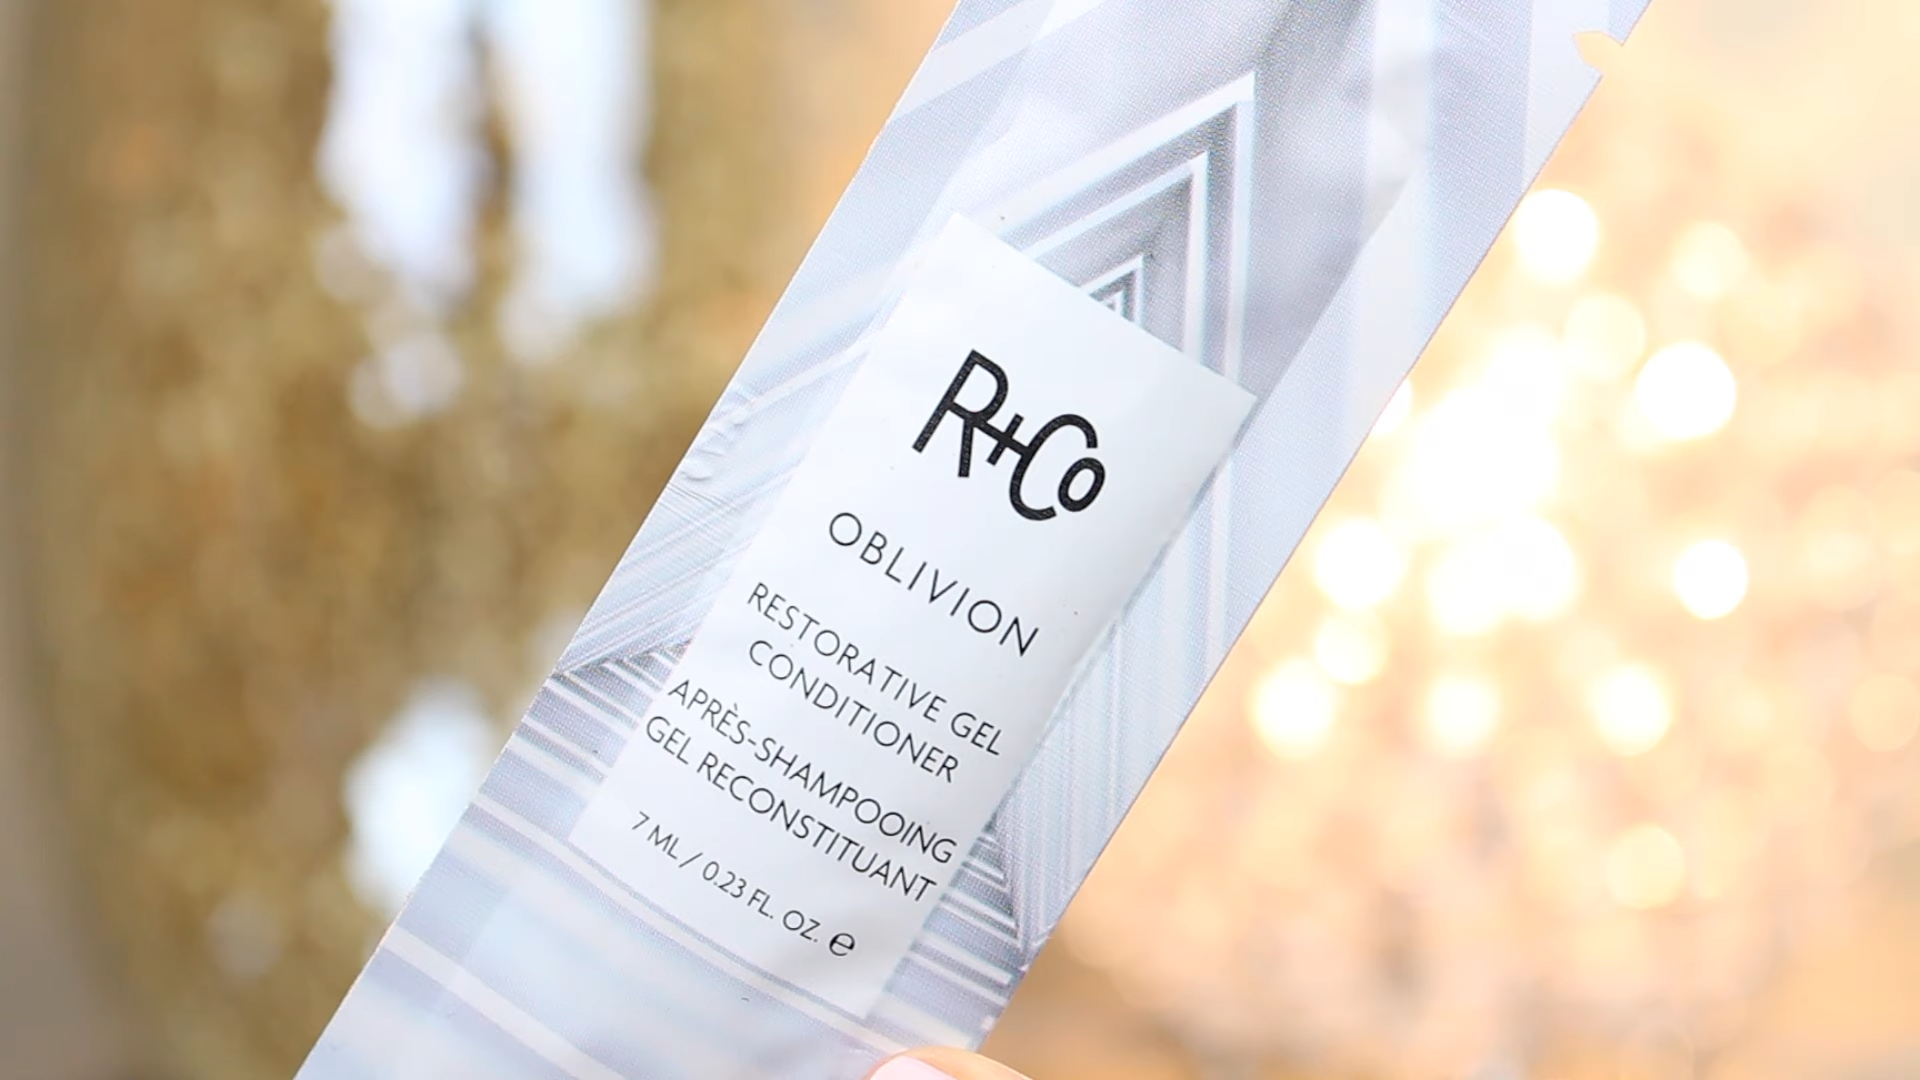 R+Co
OBLIVION
RESTORATIVE GEL
CONDITIONER
APRÈS-SHAMPOOING
GEL RECONSTITUANT
7 ML / 0.23 FL. OZ. ℮